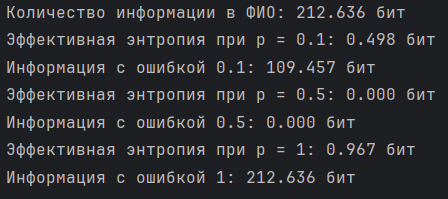 Количество информации в ФИО: 212.636 бит
Эффективная энтропия при p = 0.1: 0.498 бит
Информация с ошибкой 0.1: 109.457 бит
Эффективная энтропия при p = 0.5: 0.000 бит
Информация с ошибкой 0.5: 0.000 бит
Эффективная энтропия при p = 1: 0.967 бит
Информация с ошибкой 1: 212.636 бит